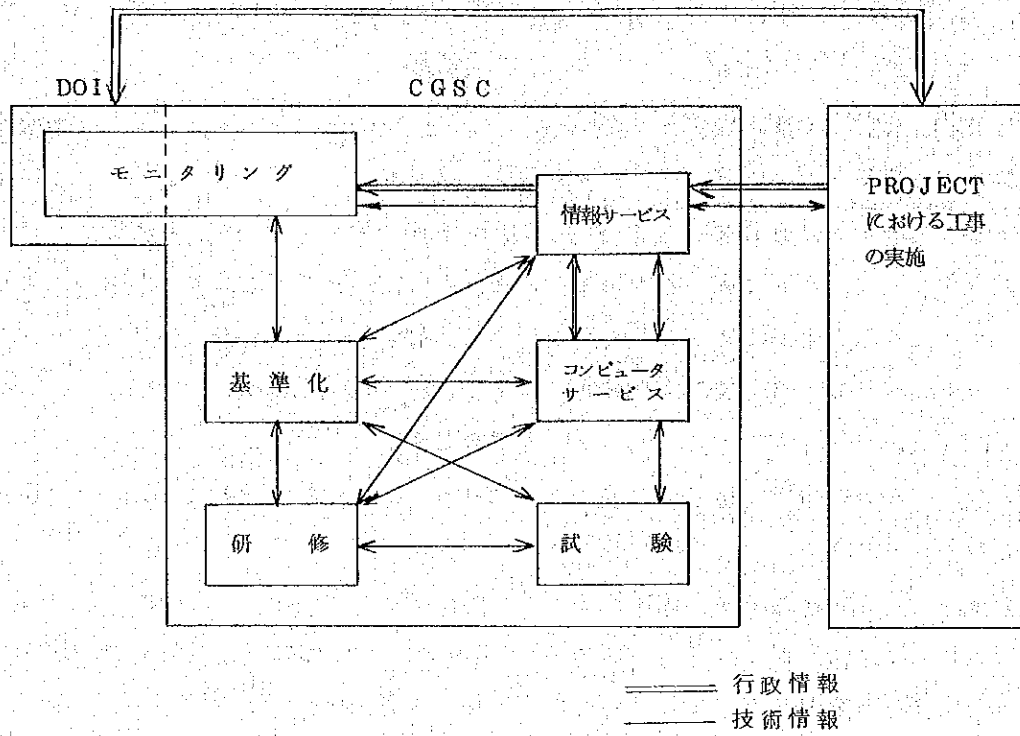 DOI
CGSC
モニタリング
情報サービス
PROJECT
における工事
の実施
基準化
コンピュータ
サービス
研修
試験
行政情報
技術情報